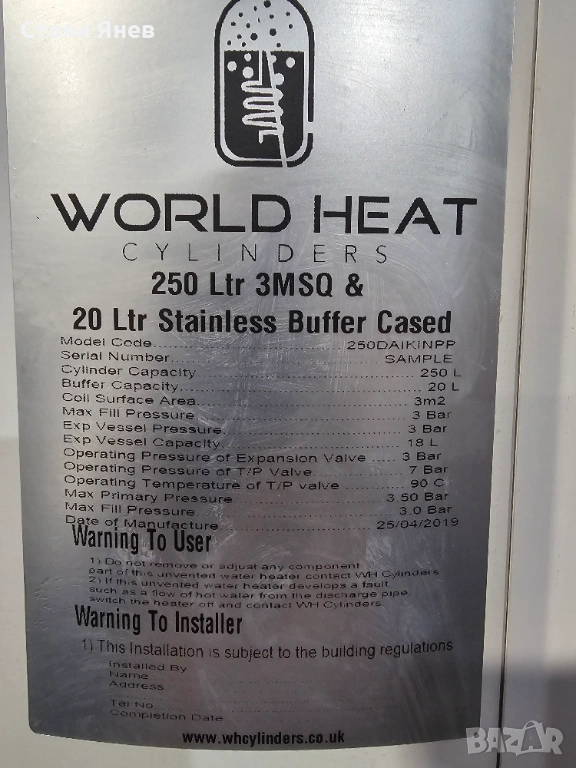 Стоян Янев
WORLD HEAT
CYLINDERS
250 Ltr 3MSQ &
20 Ltr Stainless Buffer Cased
Model Code 250DAIKINPP
Serial Number SAMPLE
Cylinder Capacity 250 L
Buffer Capacity 20 L
Coil Surface Area 3m2
Max Fill Pressure 3 Bar
Exp Vessel Pressure 3 Bar
Exp Vessel Capacity 18 L
Operating Pressure of Expansion Valve 3 Bar
Operating Pressure of T/P Valve 7 Bar
Operating Temperature of T/P valve 90 C
Max Primary Pressure 3.50 Bar
Max Fill Pressure 3.0 Bar
Date of Manufacture 25/04/2019
Warning To User
1) Do not remove or adjust any component
part of this unvented water heater contact WH Cylinders
2) If this unvented water heater develops a fault,
such as a flow of hot water from the discharge pipe,
switch the heater off and contact WH Cylinders.
Warning To Installer
1) This Installation is subject to the building regulations
Installed By
Name
Address
Tel No.
Completion Date
www.whcylinders.co.uk
BAZAR